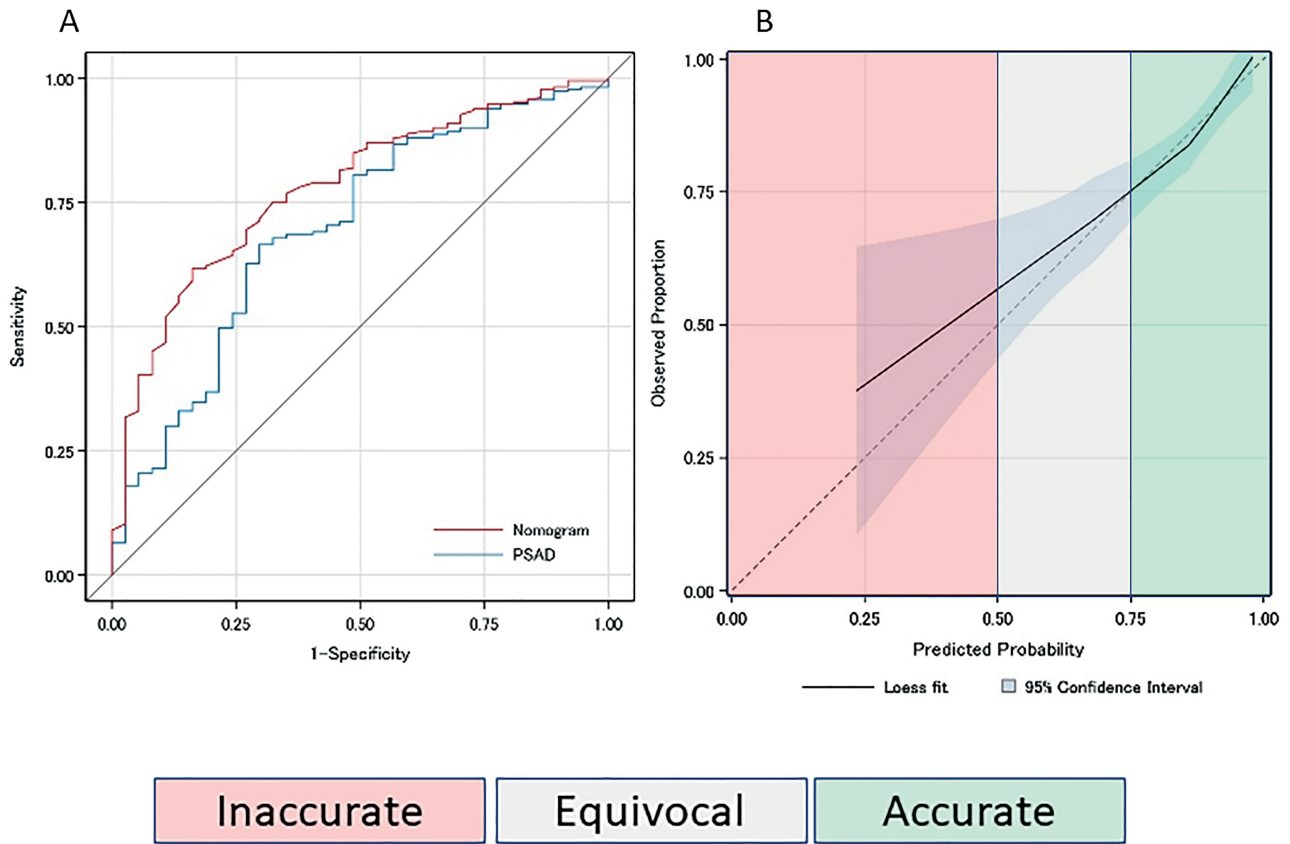 A
B
1.00
0.75
0.50
0.25
0.00
Sensitivity
0.00 0.25 0.50 0.75 1.00
1-Specificity
Nomogram
PSAD
1.00
0.75
0.50
0.25
0.00
Observed Proportion
0.00 0.25 0.50 0.75 1.00
Predicted Probability
Loess fit 95% Confidence Interval
Inaccurate Equivocal Accurate